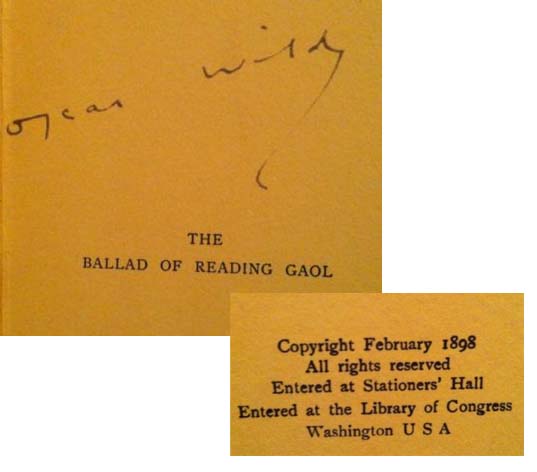 Oscar Wilde
THE
BALLAD OF READING GAOL
Copyright February 1898
All rights reserved
Entered at Stationers' Hall
Entered at the Library of Congress
Washington U S A